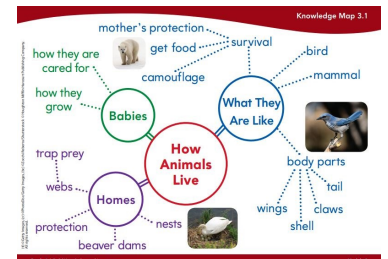 Knowledge Map 3.1
mother's protection
get food
survival
camouflage
bird
mammal
how they are
cared for
how they
grow
Babies
What They
Are Like
How
Animals
Live
body parts
tail
claws
shell
wings
trap prey
webs
Homes
protection
beaver dams
nests